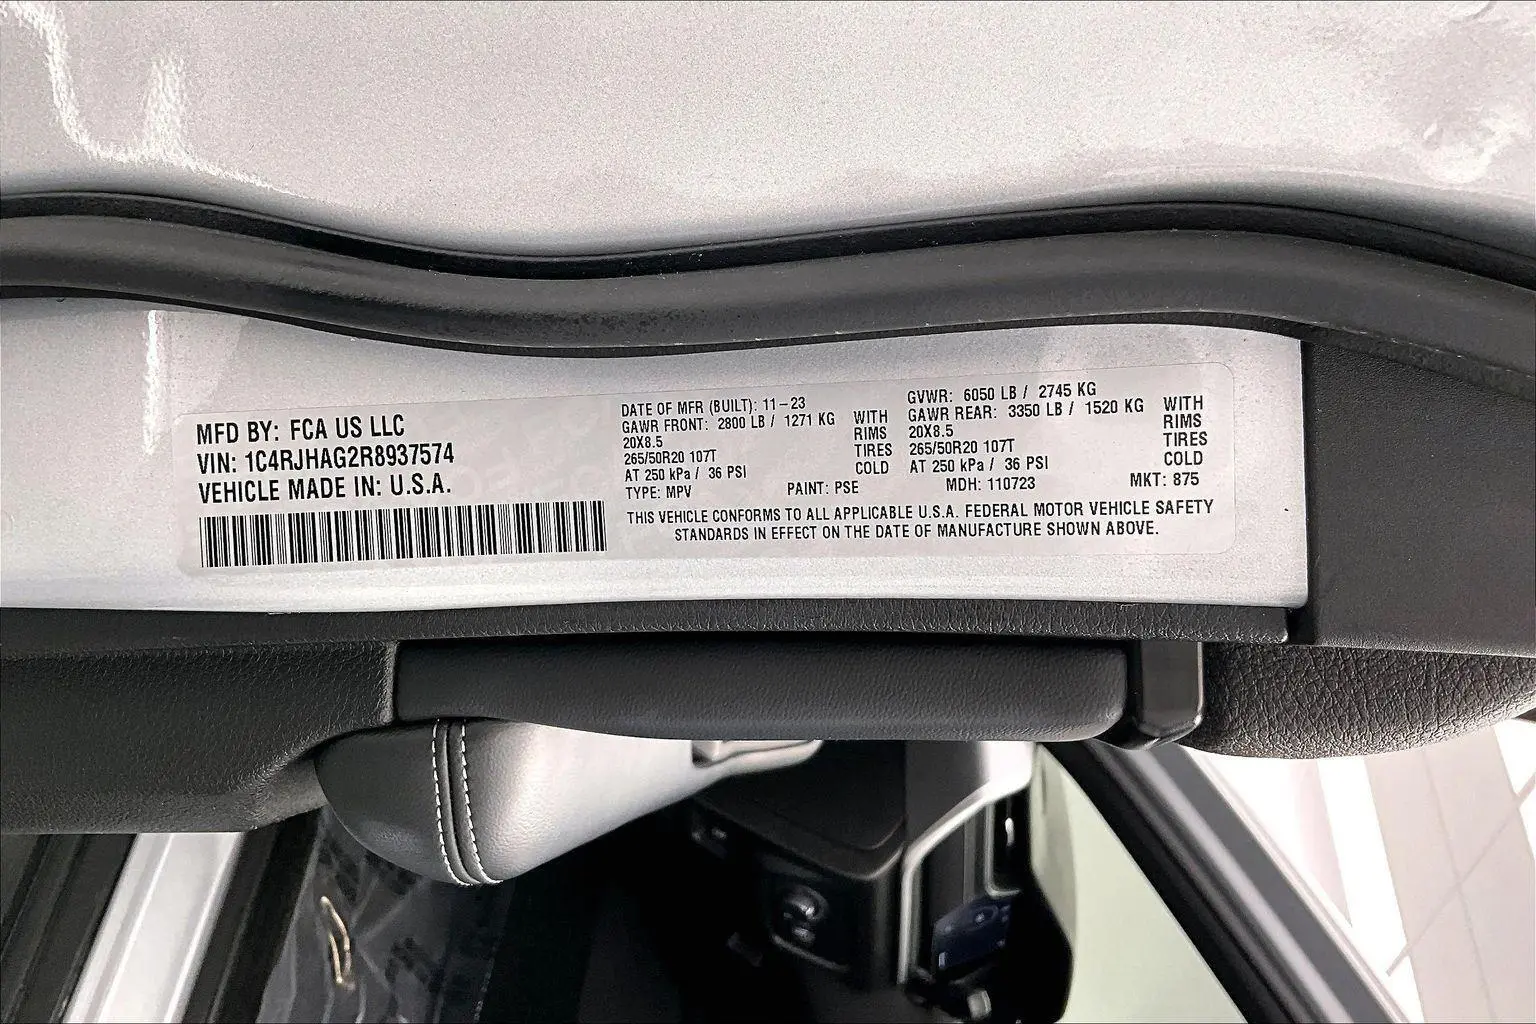 MFD BY: FCA US LLC
VIN: 1C4RJHAG2R8937574
VEHICLE MADE IN: U.S.A.
DATE OF MFR (BUILT): 11-23
GAWR FRONT: 2800 LB / 1271 KG WITH
20X8.5 RIMS
265/50R20 107T TIRES
AT 250 kPa / 36 PSI COLD
GVWR: 6050 LB / 2745 KG
GAWR REAR: 3350 LB / 1520 KG WITH
20X8.5 RIMS
265/50R20 107T TIRES
AT 250 kPa / 36 PSI COLD
TYPE: MPV PAINT: PSE MDH: 110723 MKT: 875
THIS VEHICLE CONFORMS TO ALL APPLICABLE U.S.A. FEDERAL MOTOR VEHICLE SAFETY
STANDARDS IN EFFECT ON THE DATE OF MANUFACTURE SHOWN ABOVE.